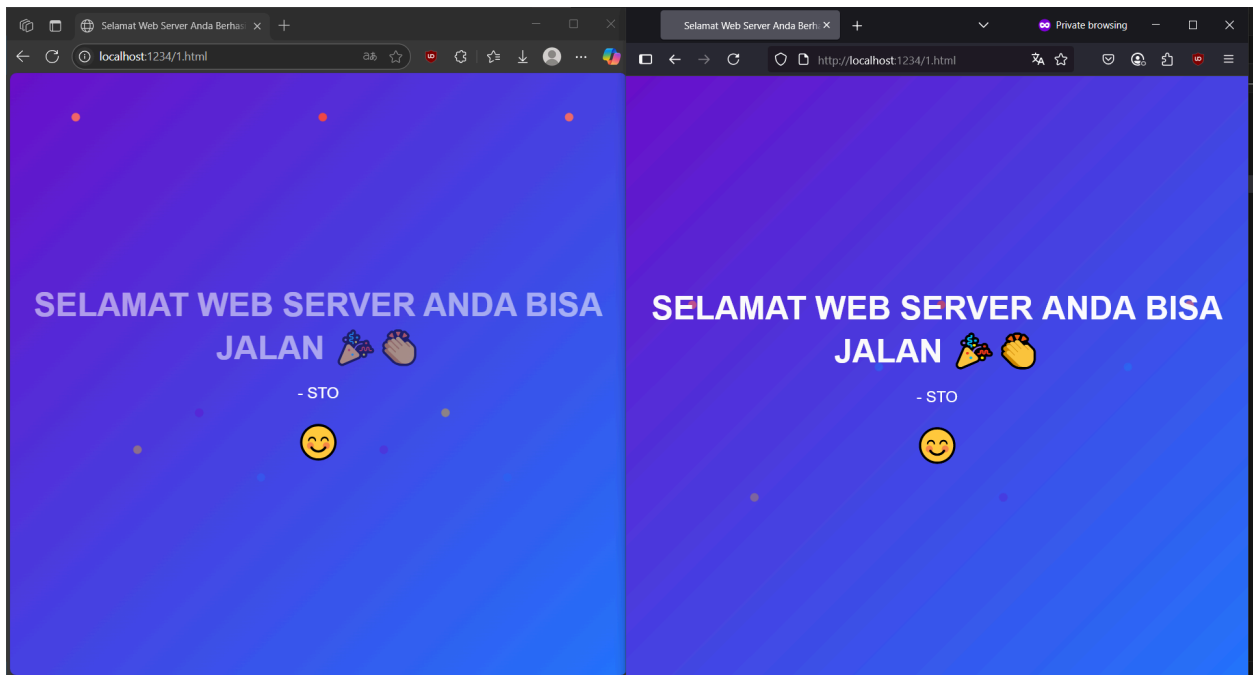 Selamat Web Server Anda Berhas
localhost:1234/1.html
SELAMAT WEB SERVER ANDA BISA
JALAN 🎉👏
- STO
😊
Selamat Web Server Anda Berh
Private browsing
http://localhost:1234/1.html
SELAMAT WEB SERVER ANDA BISA
JALAN 🎉👏
- STO
😊